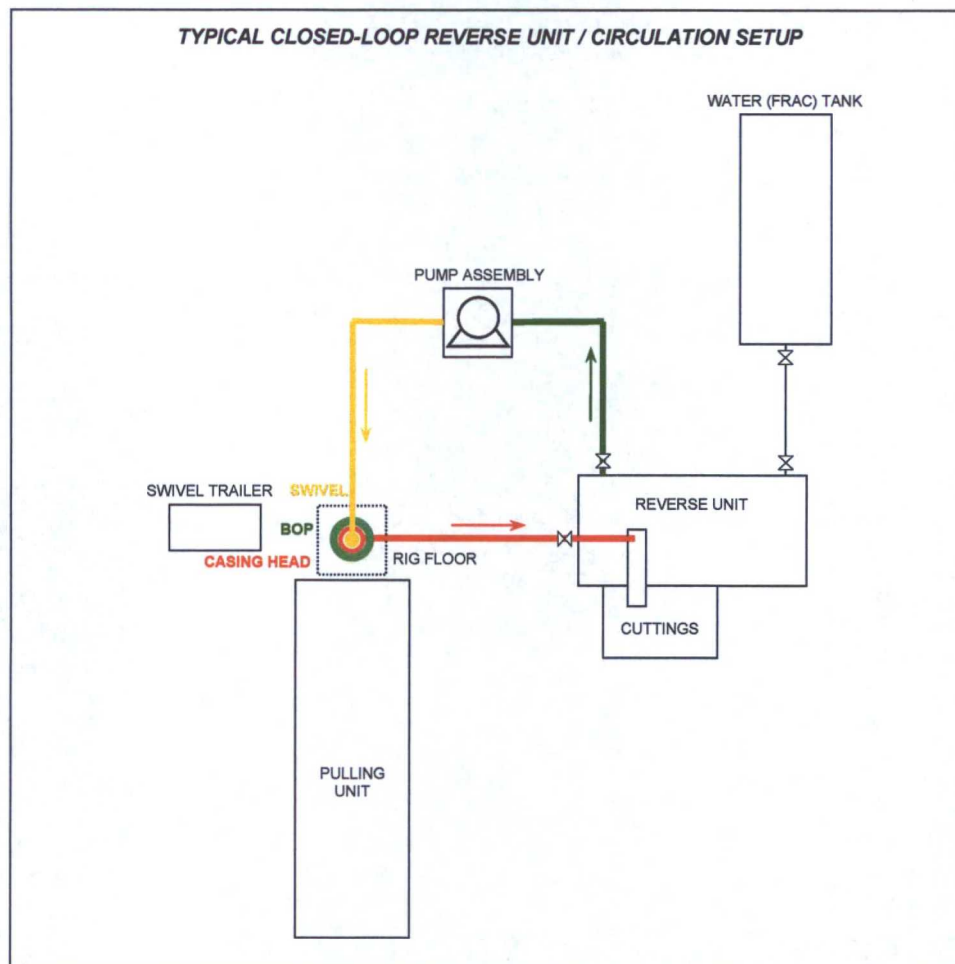 TYPICAL CLOSED-LOOP REVERSE UNIT / CIRCULATION SETUP
WATER (FRAC) TANK
PUMP ASSEMBLY
SWIVEL TRAILER
SWIVEL
BOP
CASING HEAD
RIG FLOOR
REVERSE UNIT
CUTTINGS
PULLING
UNIT